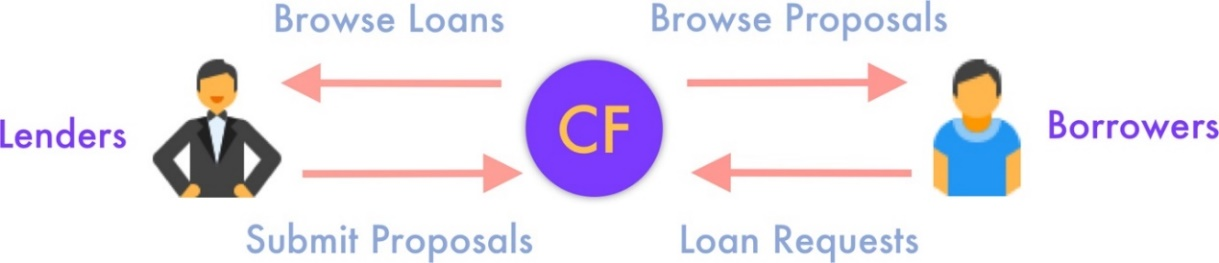 Browse Loans
Browse Proposals
Lenders
CF
Borrowers
Submit Proposals
Loan Requests